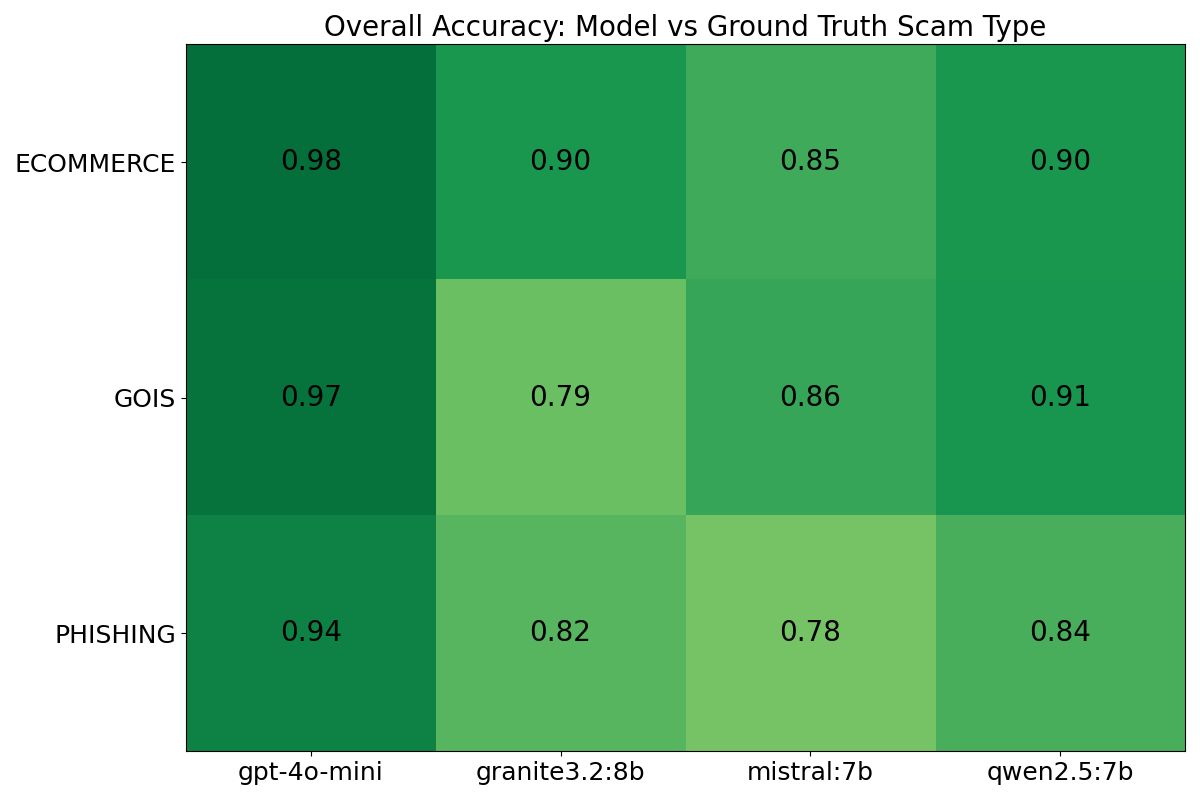 Overall Accuracy: Model vs Ground Truth Scam Type
ECOMMERCE 0.98 0.90 0.85 0.90
GOIS 0.97 0.79 0.86 0.91
PHISHING 0.94 0.82 0.78 0.84
gpt-4o-mini granite3.2:8b mistral:7b qwen2.5:7b